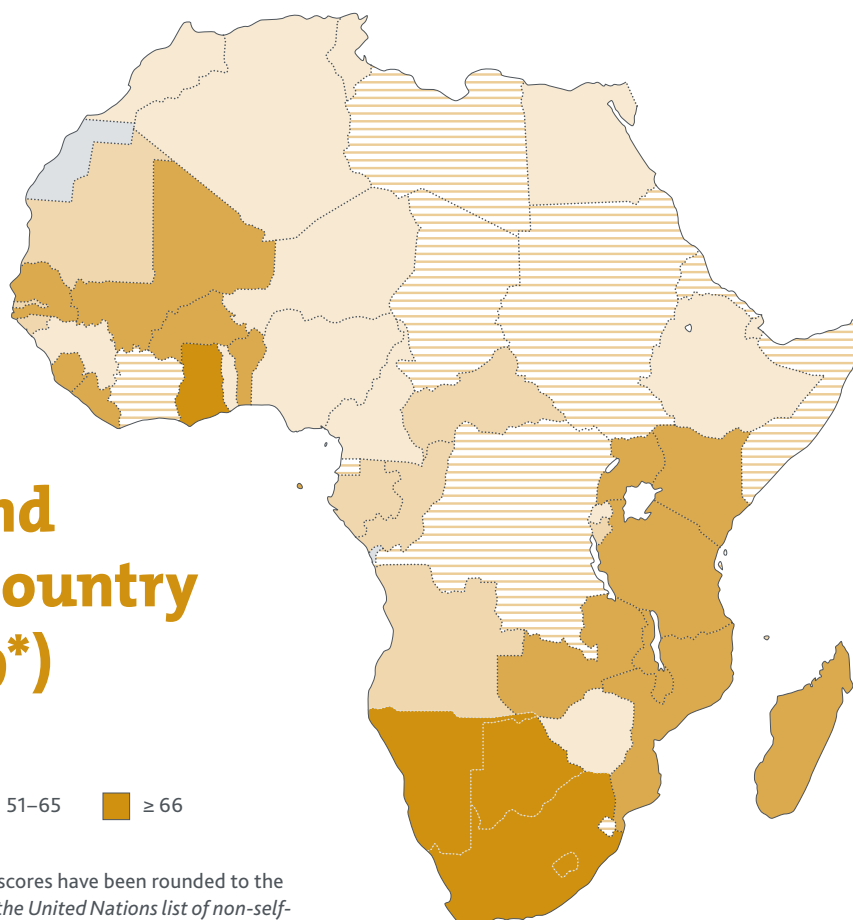 nd
ountry
*)
51–65
≥ 66
scores have been rounded to the
the United Nations list of non-self-